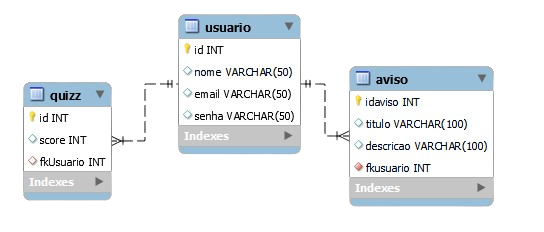 quizz
id INT
score INT
fkUsuario INT
Indexes
usuario
id INT
nome VARCHAR(50)
email VARCHAR(50)
senha VARCHAR(50)
Indexes
aviso
idaviso INT
titulo VARCHAR(100)
descricao VARCHAR(100)
fkusuario INT
Indexes